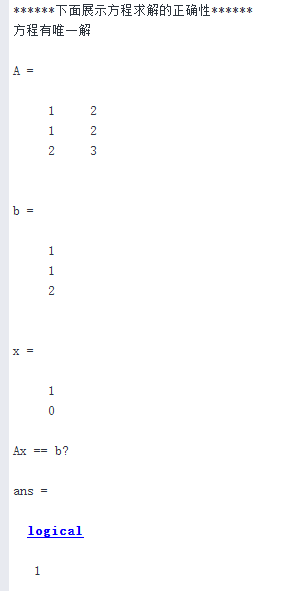 ******下面展示方程求解的正确性******
方程有唯一解
A =
1 2
1 2
2 3
b =
1
1
2
x =
1
0
Ax == b?
ans =
logical
1